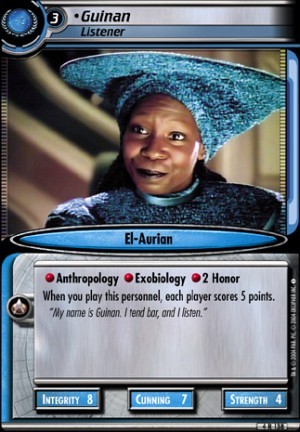 3
• Guinan
Listener
El-Aurian
Anthropology Exobiology 2 Honor
When you play this personnel, each player scores 5 points.
"My name is Guinan. I tend bar, and I listen."
INTEGRITY 8 CUNNING 7 STRENGTH 4